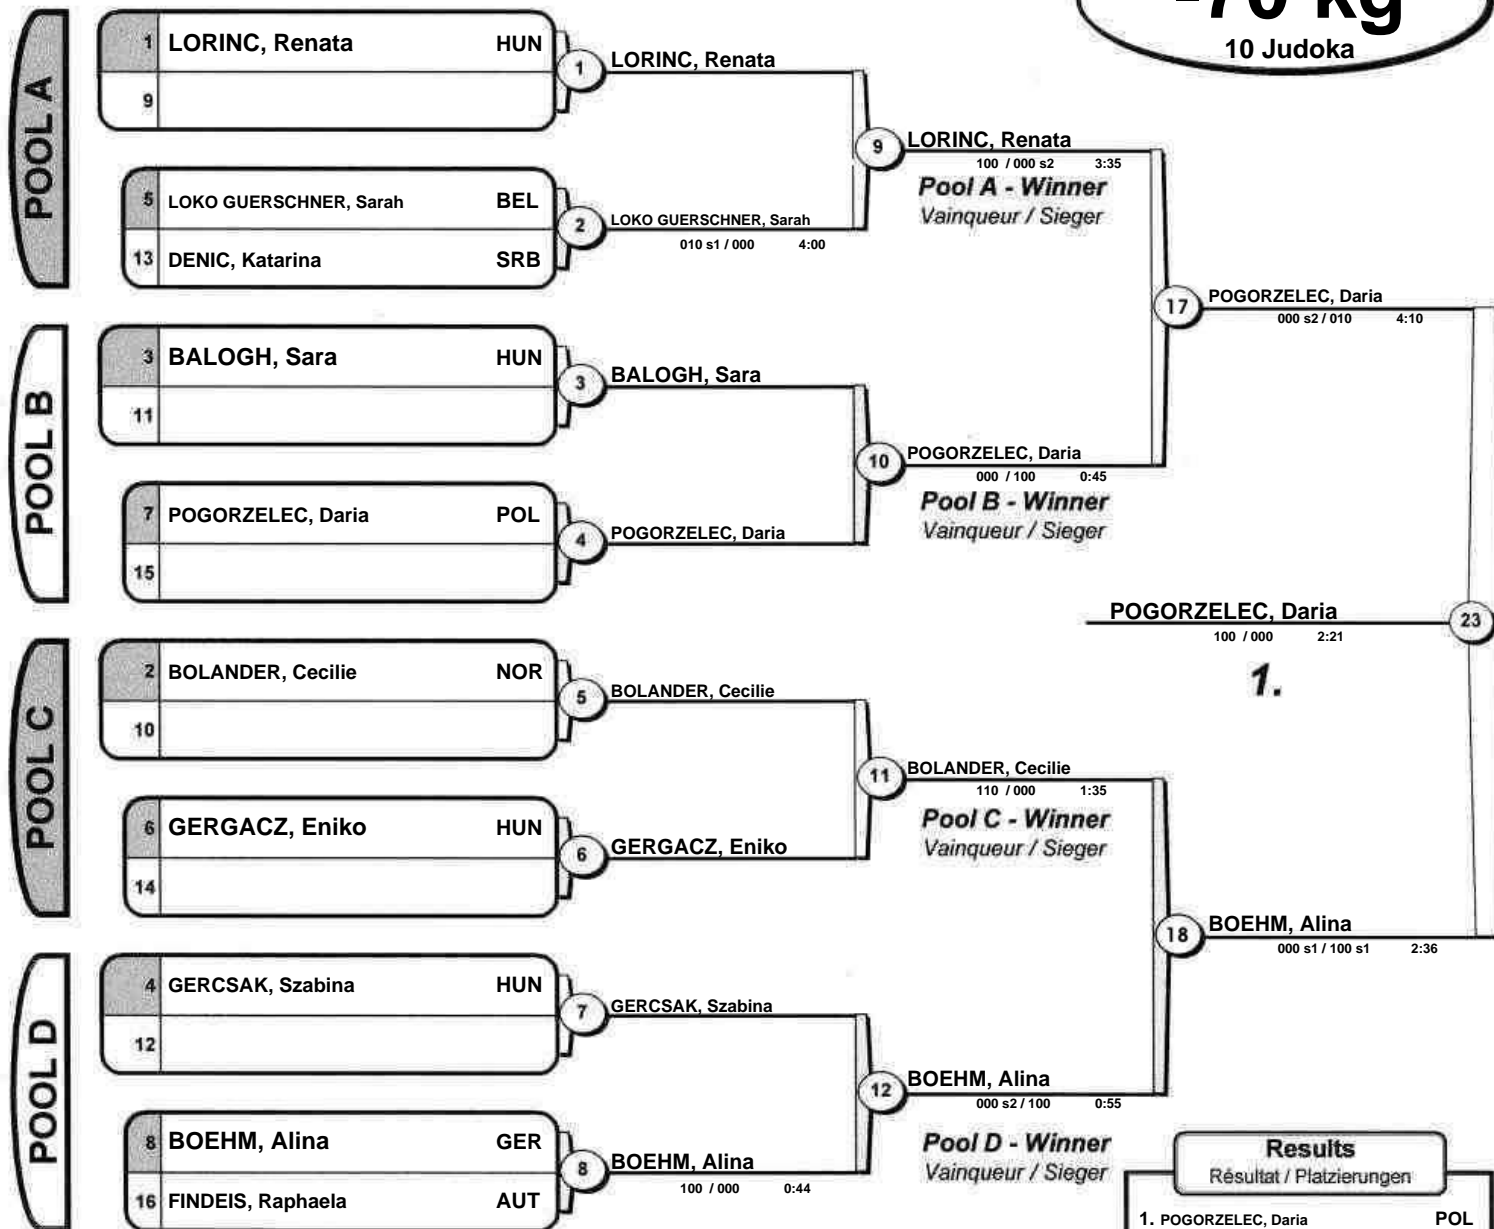 -70 kg
10 Judoka
POOL A
1 LORINC, Renata HUN
9
1 LORINC, Renata
5 LOKO GUERSCHNER, Sarah BEL
13 DENIC, Katarina SRB
2 LOKO GUERSCHNER, Sarah
010 s1 / 000 4:00
9 LORINC, Renata
100 / 000 s2 3:35
Pool A - Winner
Vainqueur / Sieger
POOL B
3 BALOGH, Sara HUN
11
3 BALOGH, Sara
7 POGORZELEC, Daria POL
15
4 POGORZELEC, Daria
10 POGORZELEC, Daria
000 / 100 0:45
Pool B - Winner
Vainqueur / Sieger
17 POGORZELEC, Daria
000 s2 / 010 4:10
POGORZELEC, Daria 23
100 / 000 2:21
1.
POOL C
2 BOLANDER, Cecilie NOR
10
5 BOLANDER, Cecilie
6 GERGACZ, Eniko HUN
14
6 GERGACZ, Eniko
11 BOLANDER, Cecilie
110 / 000 1:35
Pool C - Winner
Vainqueur / Sieger
POOL D
4 GERCSAK, Szabina HUN
12
7 GERCSAK, Szabina
8 BOEHM, Alina GER
16 FINDEIS, Raphaela AUT
8 BOEHM, Alina
100 / 000 0:44
12 BOEHM, Alina
000 s2 / 100 0:55
Pool D - Winner
Vainqueur / Sieger
18 BOEHM, Alina
000 s1 / 100 s1 2:36
Results
Résultat / Platzierungen
1. POGORZELEC, Daria POL